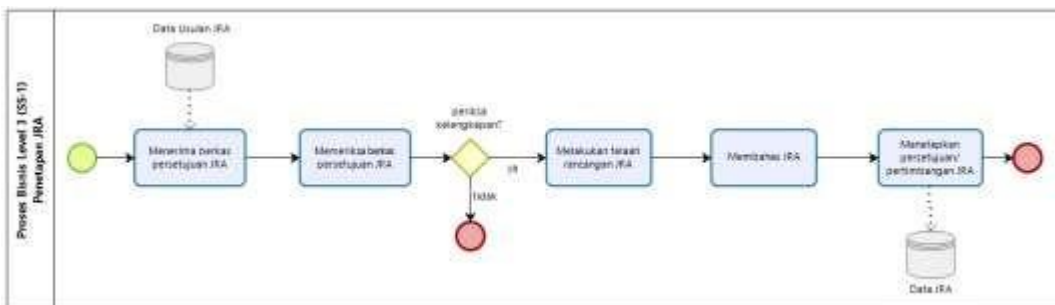 Proses Bisnis Level 3 (SS-1)
Penetapan JRA
Data Usulan JRA
Menerima berkas
persetujuan JRA
Memeriksa berkas
persetujuan JRA
periksa
kelengkapan?
ya
Tidak
Melakukan telaah
rancangan JRA
Membahas JRA
Menetapkan
persetujuan/
pertimbangan JRA
Data JRA